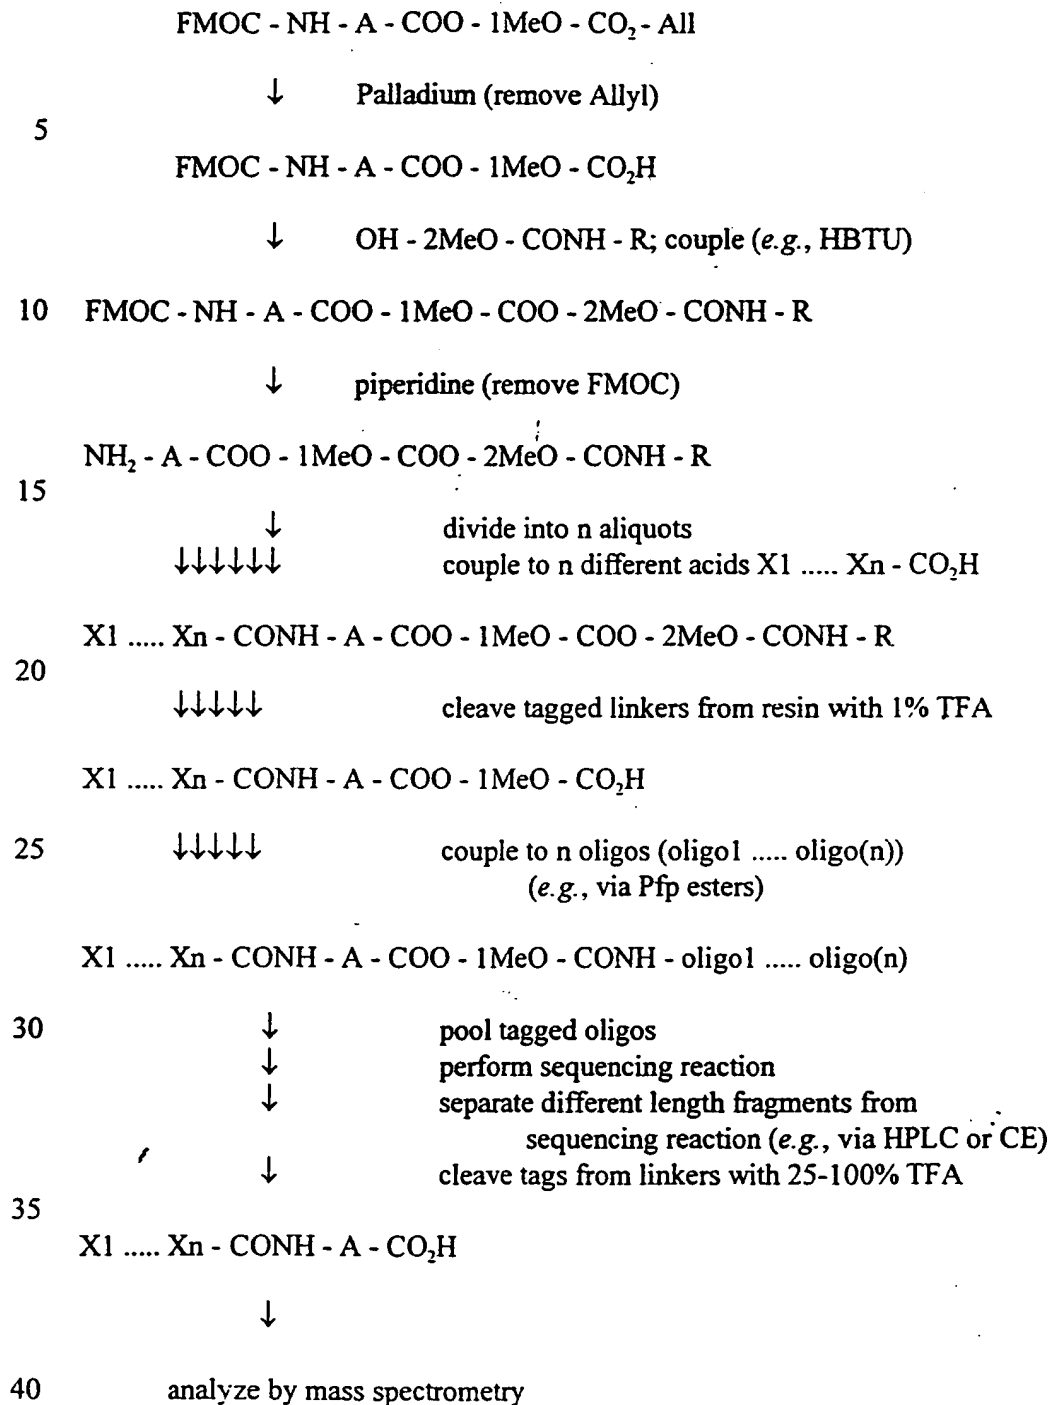 FMOC - NH - A - COO - 1MeO - CO₂ - All
↓ Palladium (remove Allyl)
5
FMOC - NH - A - COO - 1MeO - CO₂H
↓ OH - 2MeO - CONH - R; couple (e.g., HBTU)
10 FMOC - NH - A - COO - 1MeO - COO - 2MeO - CONH - R
↓ piperidine (remove FMOC)
NH₂ - A - COO - 1MeO - COO - 2MeO - CONH - R
15
↓ divide into n aliquots
↓↓↓↓↓↓ couple to n different acids X1 ..... Xn - CO₂H
X1 ..... Xn - CONH - A - COO - 1MeO - COO - 2MeO - CONH - R
20
↓↓↓↓↓ cleave tagged linkers from resin with 1% TFA
X1 ..... Xn - CONH - A - COO - 1MeO - CO₂H
25 ↓↓↓↓↓ couple to n oligos (oligo1 ..... oligo(n))
(e.g., via Pfp esters)
X1 ..... Xn - CONH - A - COO - 1MeO - CONH - oligo1 ..... oligo(n)
30 ↓ pool tagged oligos
↓ perform sequencing reaction
↓ separate different length fragments from
sequencing reaction (e.g., via HPLC or CE)
↓ cleave tags from linkers with 25-100% TFA
35
X1 ..... Xn - CONH - A - CO₂H
↓
40 analyze by mass spectrometry